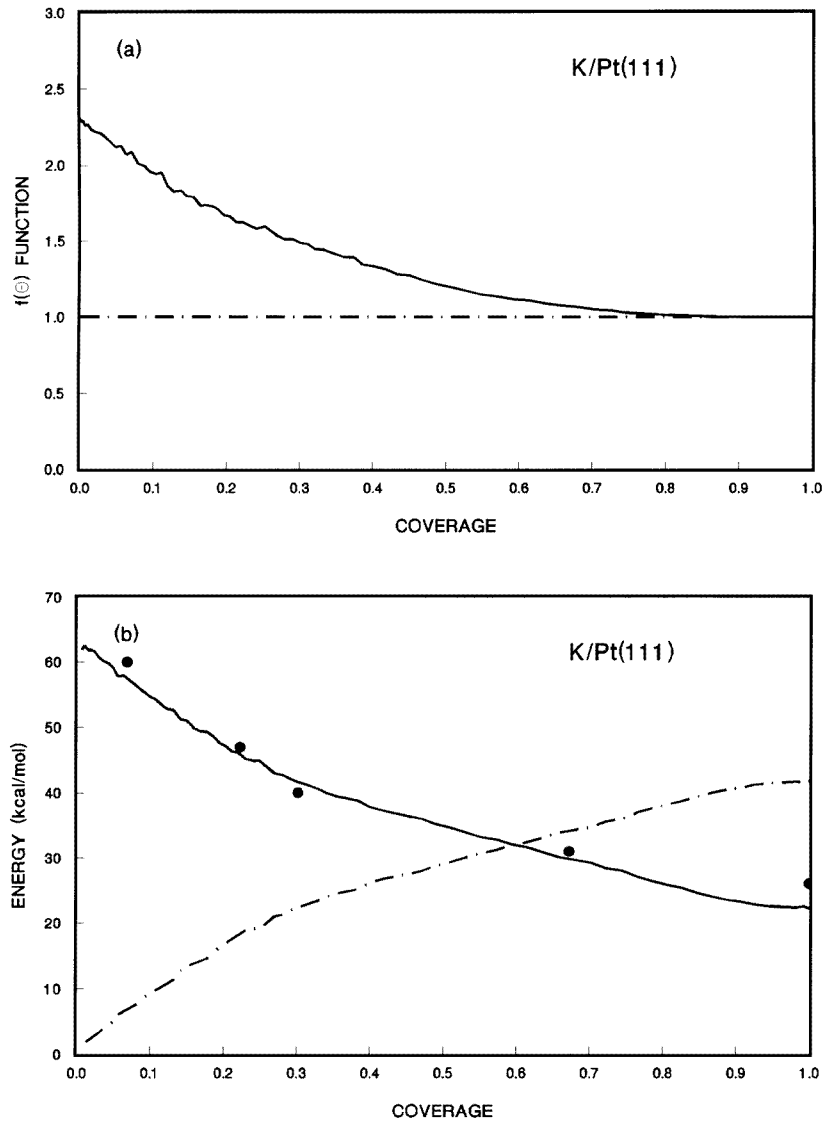 3.0
(a)
K/Pt(111)
2.5
2.0
1.5
1.0
0.5
0.0
f(Θ) FUNCTION
0.0 0.1 0.2 0.3 0.4 0.5 0.6 0.7 0.8 0.9 1.0
COVERAGE
70
(b)
K/Pt(111)
60
50
40
30
20
10
0
ENERGY (kcal/mol)
0.0 0.1 0.2 0.3 0.4 0.5 0.6 0.7 0.8 0.9 1.0
COVERAGE